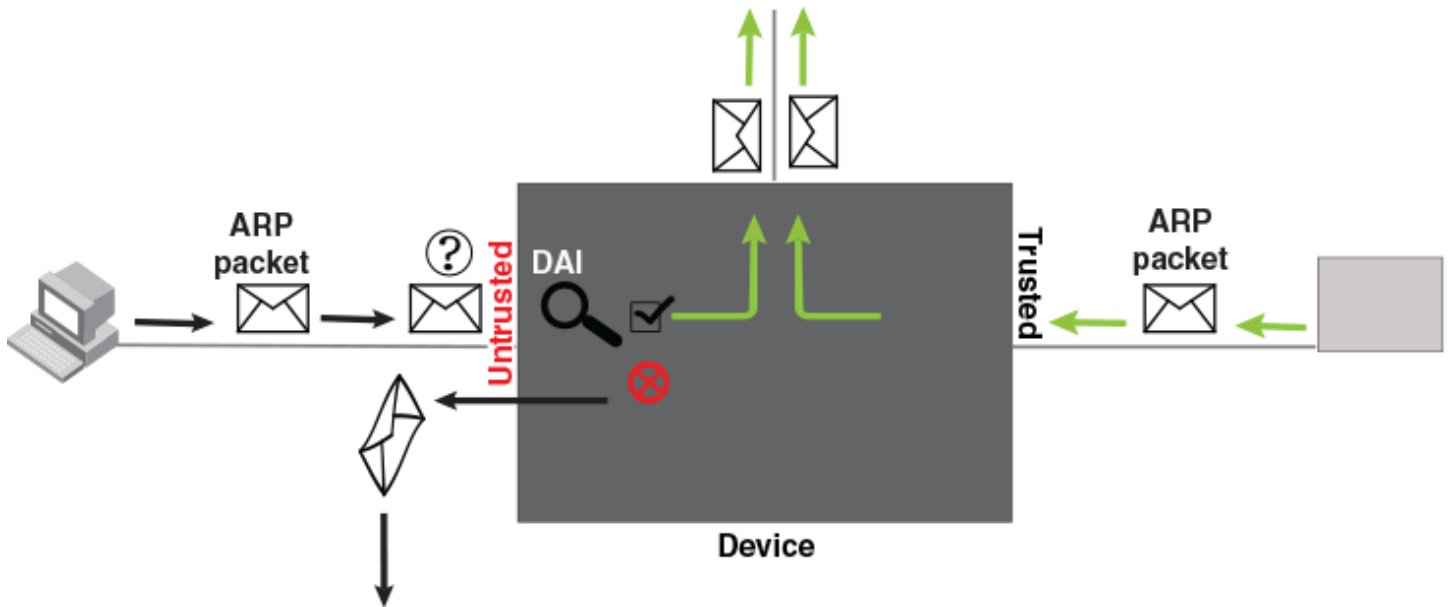 ARP
packet
?
Untrusted
DAI
Trusted
ARP
packet
Device